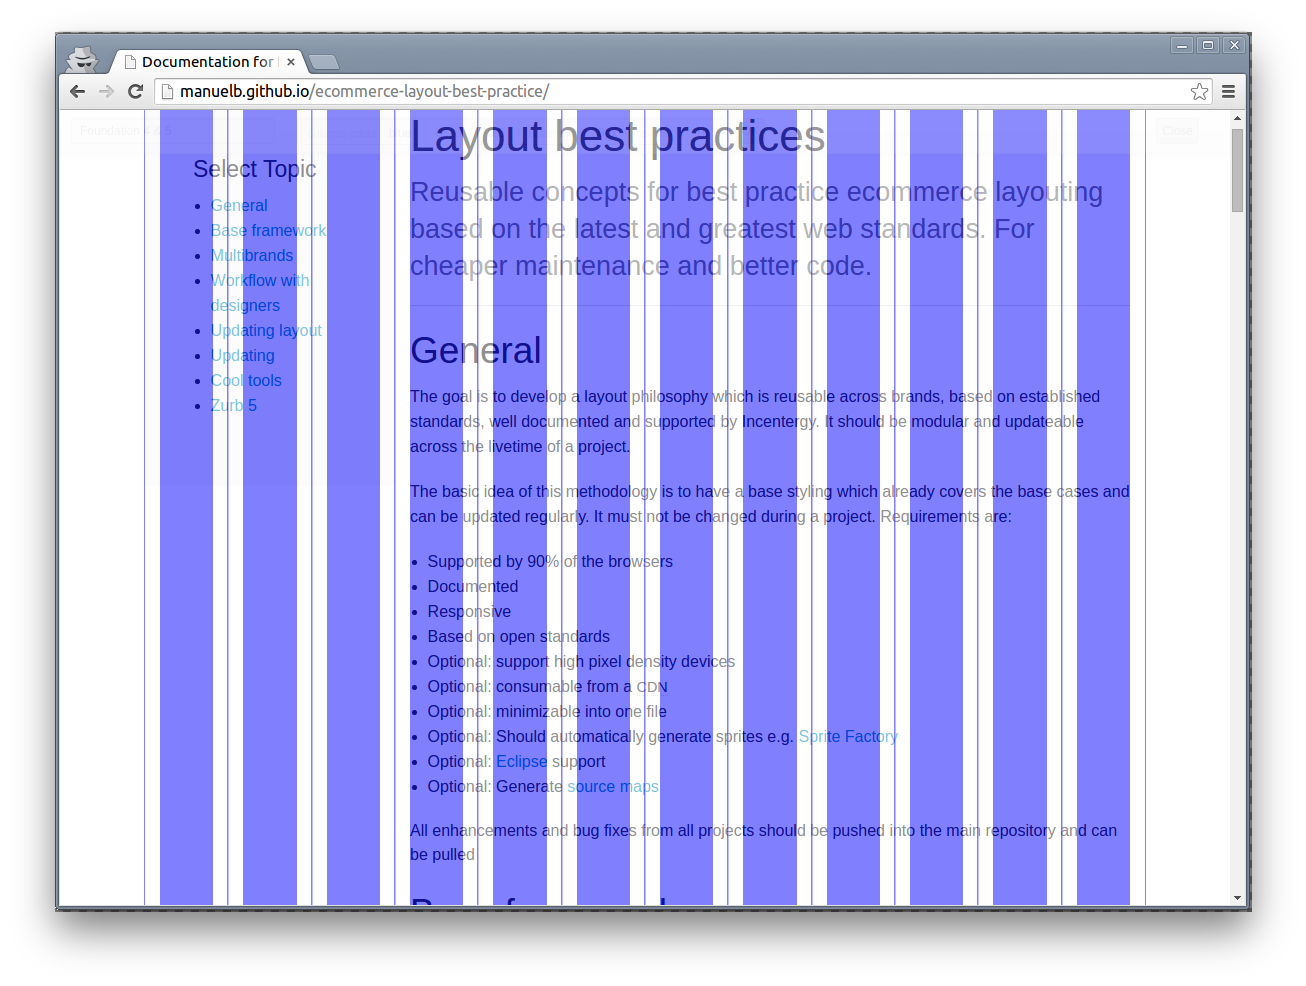 Documentation for
manuelb.github.io/ecommerce-layout-best-practice/
Foundation 4 & 5
Close
Layout best practices
Select Topic
General
Base framework
Multibrands
Workflow with
designers
Updating layout
Updating
Cool tools
Zurb 5
Reusable concepts for best practice ecommerce layouting
based on the latest and greatest web standards. For
cheaper maintenance and better code.
General
The goal is to develop a layout philosophy which is reusable across brands, based on established
standards, well documented and supported by Incentergy. It should be modular and updateable
across the livetime of a project.
The basic idea of this methodology is to have a base styling which already covers the base cases and
can be updated regularly. It must not be changed during a project. Requirements are:
Supported by 90% of the browsers
Documented
Responsive
Based on open standards
Optional: support high pixel density devices
Optional: consumable from a CDN
Optional: minimizable into one file
Optional: Should automatically generate sprites e.g. Sprite Factory
Optional: Eclipse support
Optional: Generate source maps
All enhancements and bug fixes from all projects should be pushed into the main repository and can
be pulled